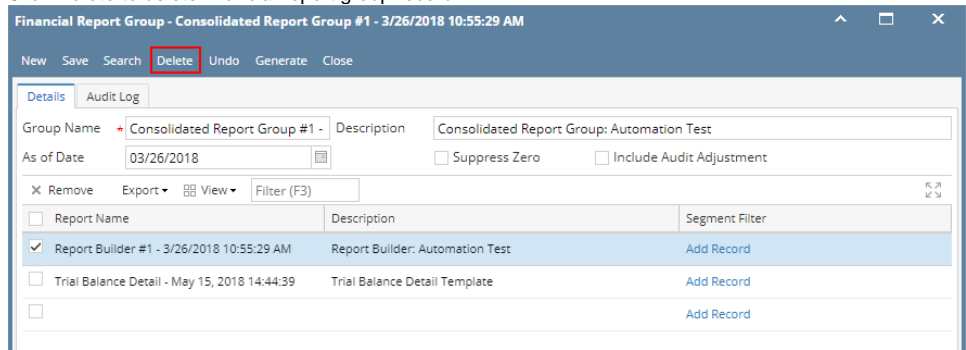 Financial Report Group - Consolidated Report Group #1 - 3/26/2018 10:55:29 AM
New Save Search Delete Undo Generate Close
Details Audit Log
Group Name * Consolidated Report Group #1 - Description Consolidated Report Group: Automation Test
As of Date 03/26/2018 Suppress Zero Include Audit Adjustment
Remove Export View Filter (F3)
Report Name Description Segment Filter
Report Builder #1 - 3/26/2018 10:55:29 AM Report Builder: Automation Test Add Record
Trial Balance Detail - May 15, 2018 14:44:39 Trial Balance Detail Template Add Record
Add Record